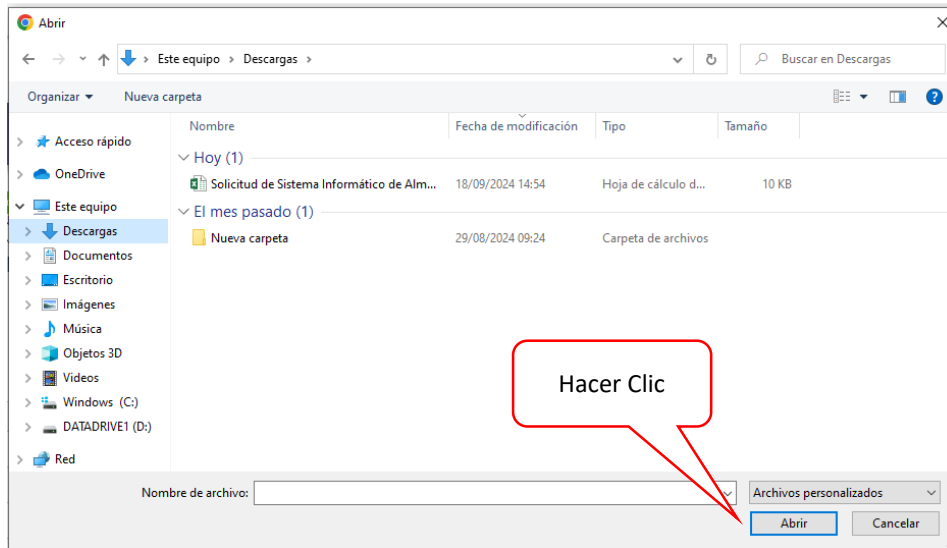 Abrir
Este equipo > Descargas >
Buscar en Descargas
Organizar Nueva carpeta
Nombre Fecha de modificación Tipo Tamaño
Acceso rápido
Hoy (1)
OneDrive
Solicitud de Sistema Informático de Alm... 18/09/2024 14:54 Hoja de cálculo d... 10 KB
Este equipo
El mes pasado (1)
Descargas
Nueva carpeta 29/08/2024 09:24 Carpeta de archivos
Documentos
Escritorio
Imágenes
Música
Objetos 3D
Videos
Windows (C:)
DATADRIVE1 (D:)
Red
Hacer Clic
Nombre de archivo:
Archivos personalizados
Abrir Cancelar